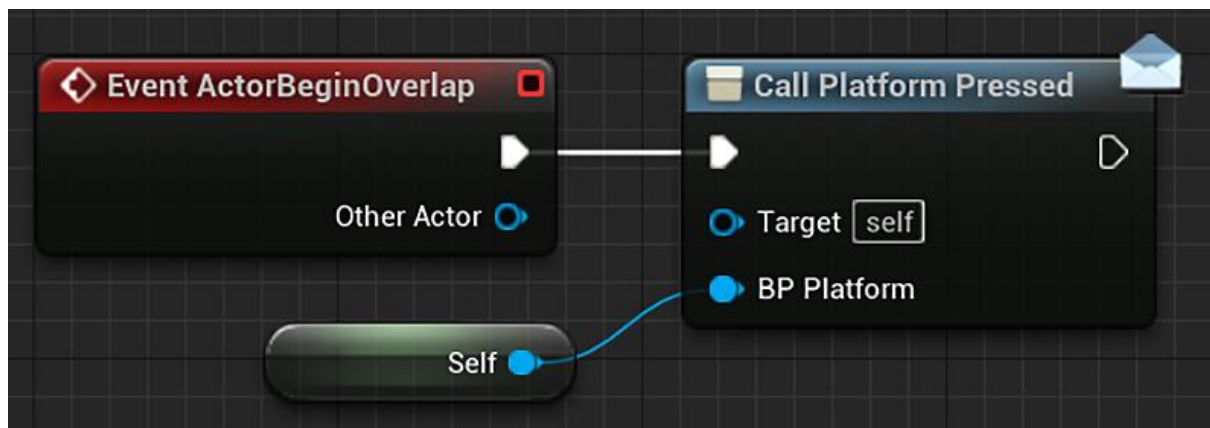 Event ActorBeginOverlap
Other Actor
Self
Call Platform Pressed
Target self
BP Platform